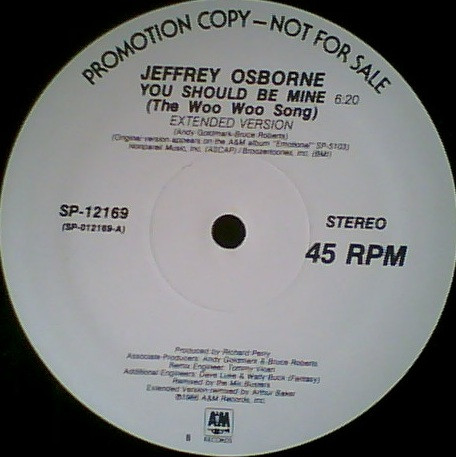 PROMOTION COPY—NOT FOR SALE
JEFFREY OSBORNE
YOU SHOULD BE MINE 6:20
(The Woo Woo Song)
EXTENDED VERSION
(Andy Goldmark-Bruce Roberts)
(Original version appears on the A&M album "Emotional" SP-5103)
Nonpareil Music, Inc. (ASCAP) / Broozertoones, Inc. (BMI)
SP-12169
(SP-012169-A)
STEREO
45 RPM
Produced by Richard Perry
Associate Producers: Andy Goldmark & Bruce Roberts
Remix Engineer: Tommy Vicari
Additional Engineers: Dave Luke & Wally Buck (Fantasy)
Remixed by the Mix Busters
Extended Version remixed by Arthur Baker
©1986 A&M Records, Inc.
A&M
RECORDS